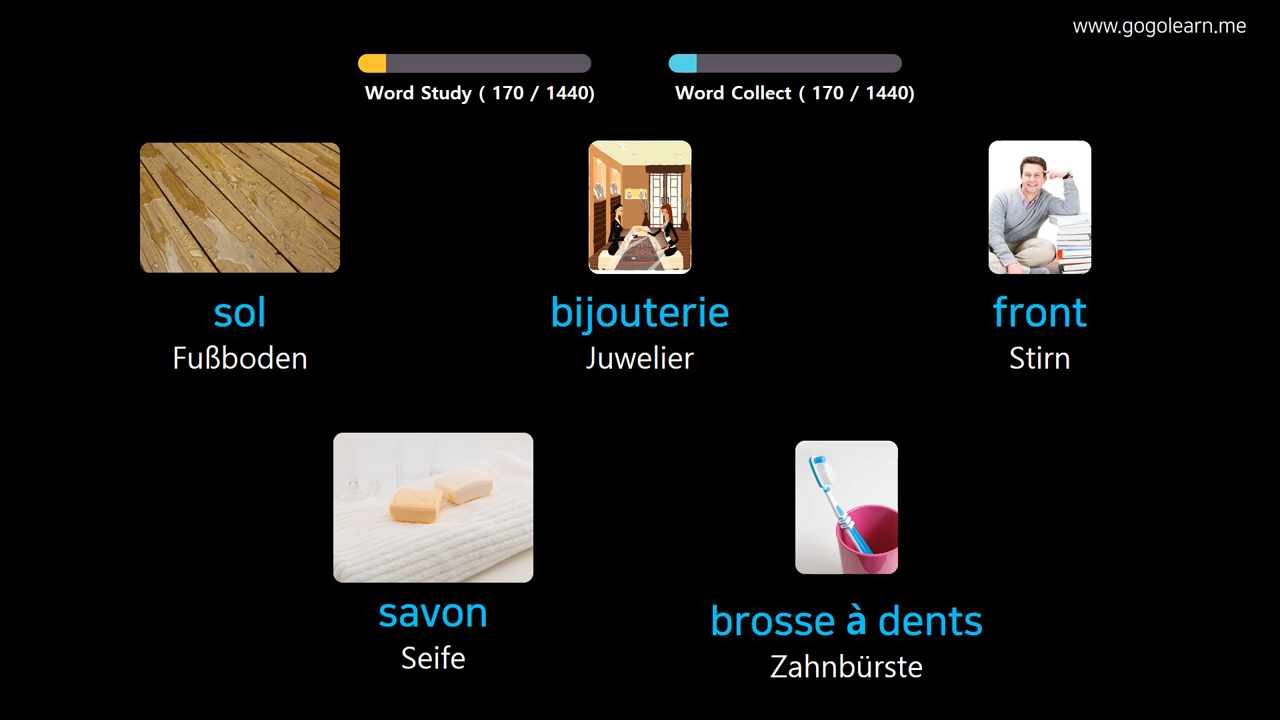 www.gogolearn.me
Word Study ( 170 / 1440)
Word Collect ( 170 / 1440)
sol
Fußboden
bijouterie
Juwelier
front
Stirn
savon
Seife
brosse à dents
Zahnbürste